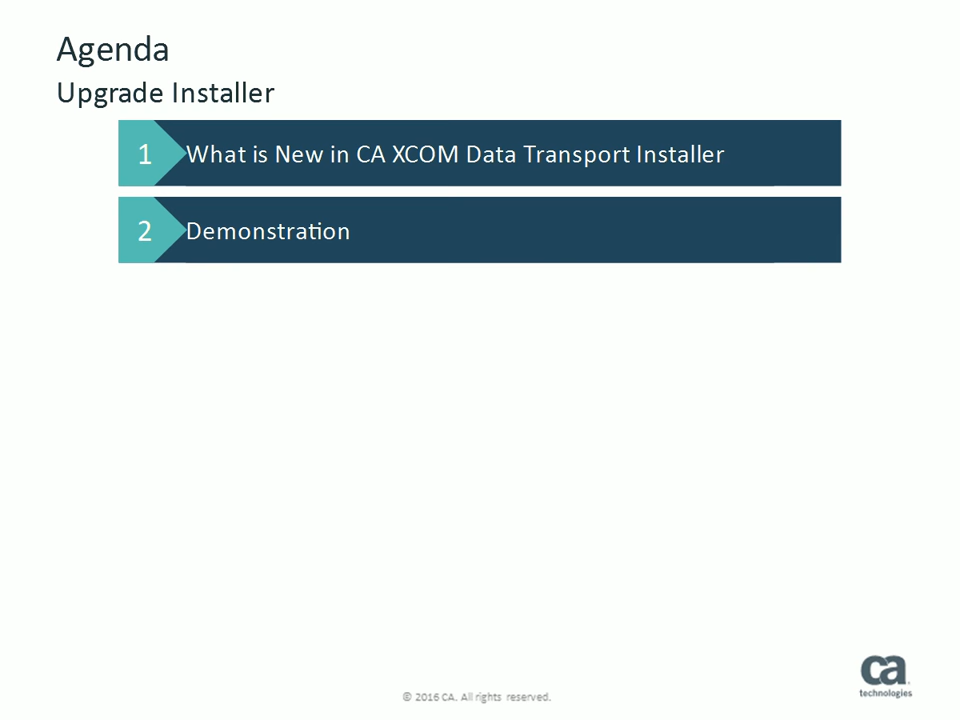 Agenda
Upgrade Installer
1 What is New in CA XCOM Data Transport Installer
2 Demonstration
© 2016 CA. All rights reserved.
ca
technologies